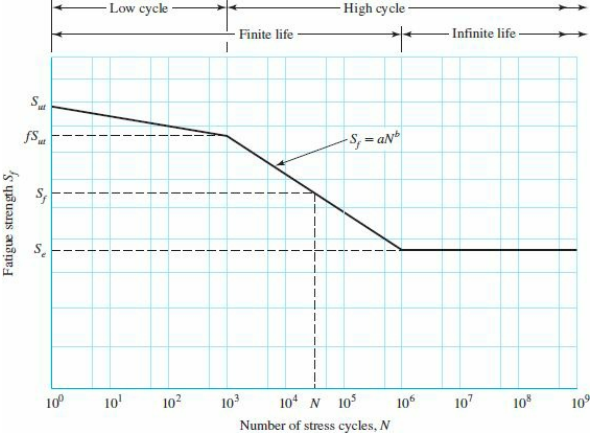 Low cycle
High cycle
Finite life
Infinite life
S_ut
fS_ut
S_f = aN^b
S_f
S_e
Fatigue strength S_f
10^0 10^1 10^2 10^3 10^4 N 10^5 10^6 10^7 10^8 10^9
Number of stress cycles, N